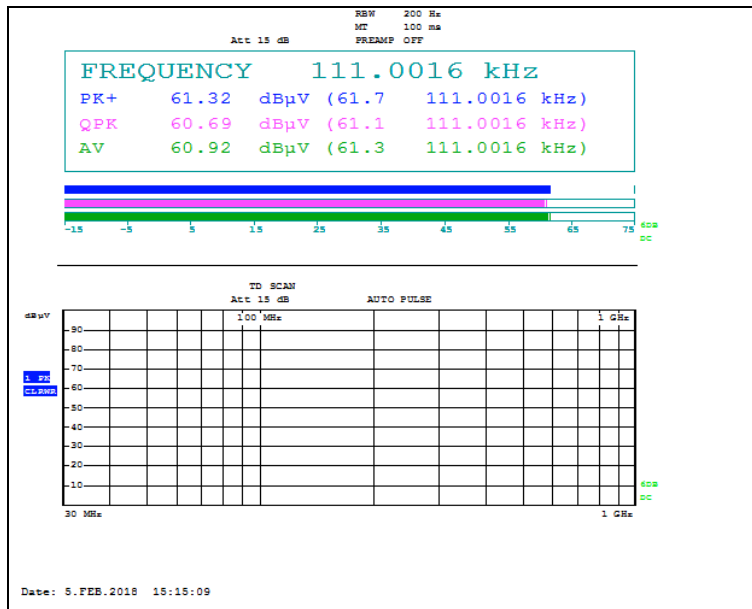 RBW 200 Hz
MT 100 ms
Att 15 dB PREAMP OFF
FREQUENCY 111.0016 kHz
PK+ 61.32 dBµV (61.7 111.0016 kHz)
QPK 60.69 dBµV (61.1 111.0016 kHz)
AV 60.92 dBµV (61.3 111.0016 kHz)
-15 -5 5 15 25 35 45 55 65 75
6DB
DC
TD SCAN
Att 15 dB AUTO PULSE
dBµV
100 MHz 1 GHz
90
80
70
1 PK
60
CLRWR
50
40
30
20
10
6DB
DC
30 MHz 1 GHz
Date: 5.FEB.2018 15:15:09